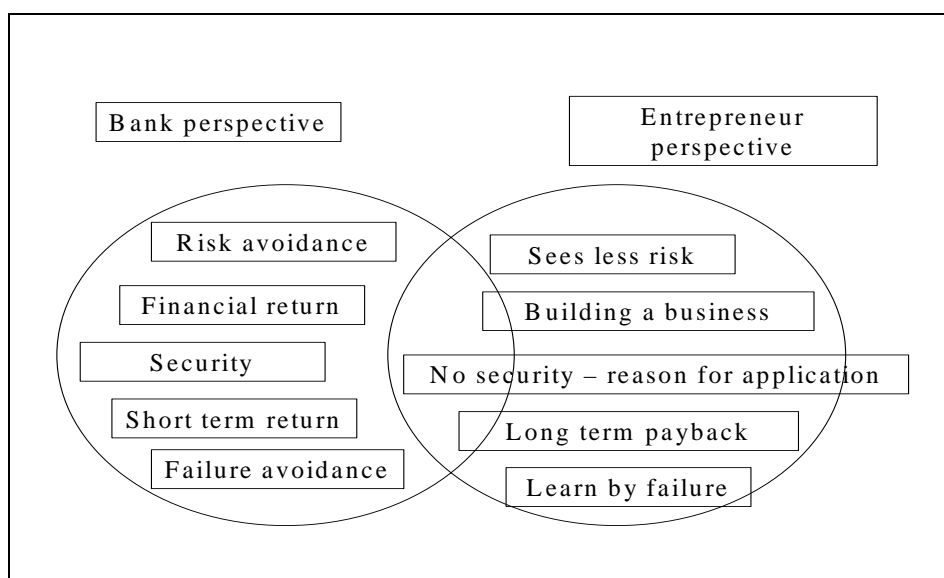 Bank perspective
Entrepreneur
perspective
Risk avoidance
Financial return
Security
Short term return
Failure avoidance
Sees less risk
Building a business
No security – reason for application
Long term payback
Learn by failure